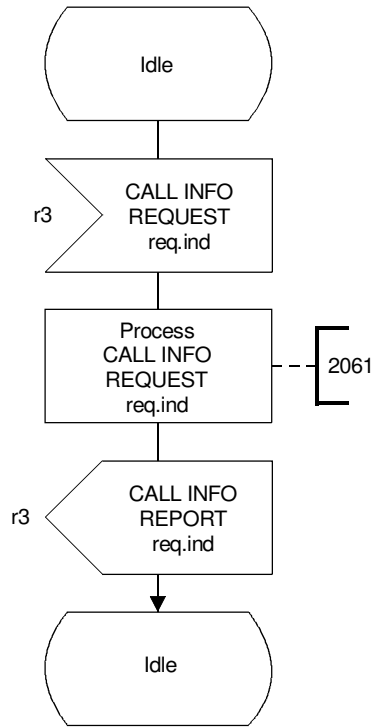 Idle
r3
CALL INFO
REQUEST
req.ind
Process
CALL INFO
REQUEST
req.ind
2061
r3
CALL INFO
REPORT
req.ind
Idle